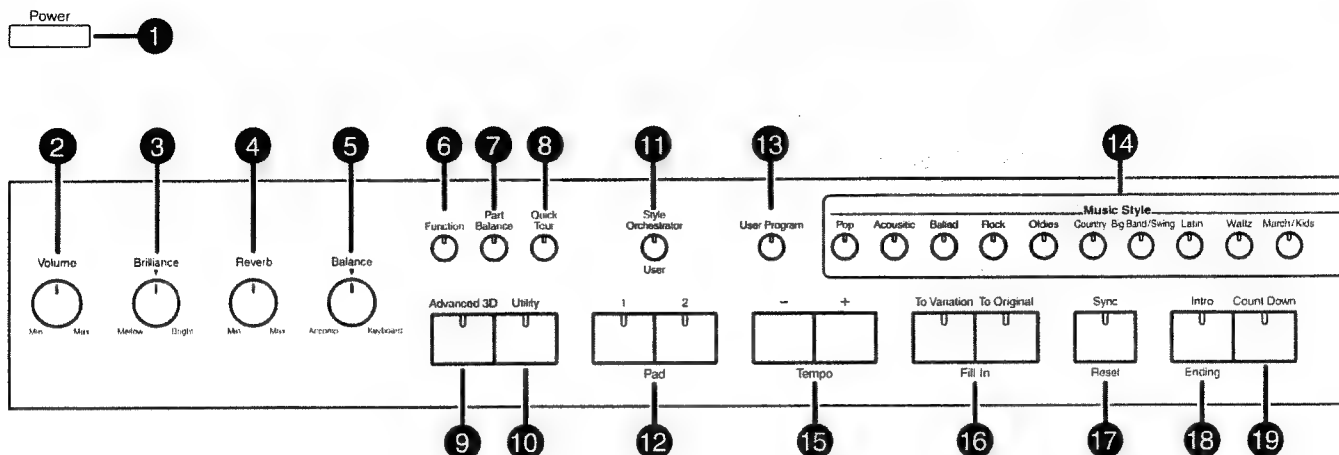 Power
1
2 3 4 5 6 7 8 11 13 14
Music Style
Function Part Balance Quick Tour Style Orchestrator User Program
Pop Acoustic Ballad Rock Oldies Country Big Band/Swing Latin Waltz March/Kids
User
Volume Brilliance Reverb Balance
Min Max Mellow Bright Min Max Accomp Keyboard
Advanced 3D Utility 1 2 − + To Variation To Original Sync Intro Count Down
Pad Tempo Fill In Reset Ending
9 10 12 15 16 17 18 19